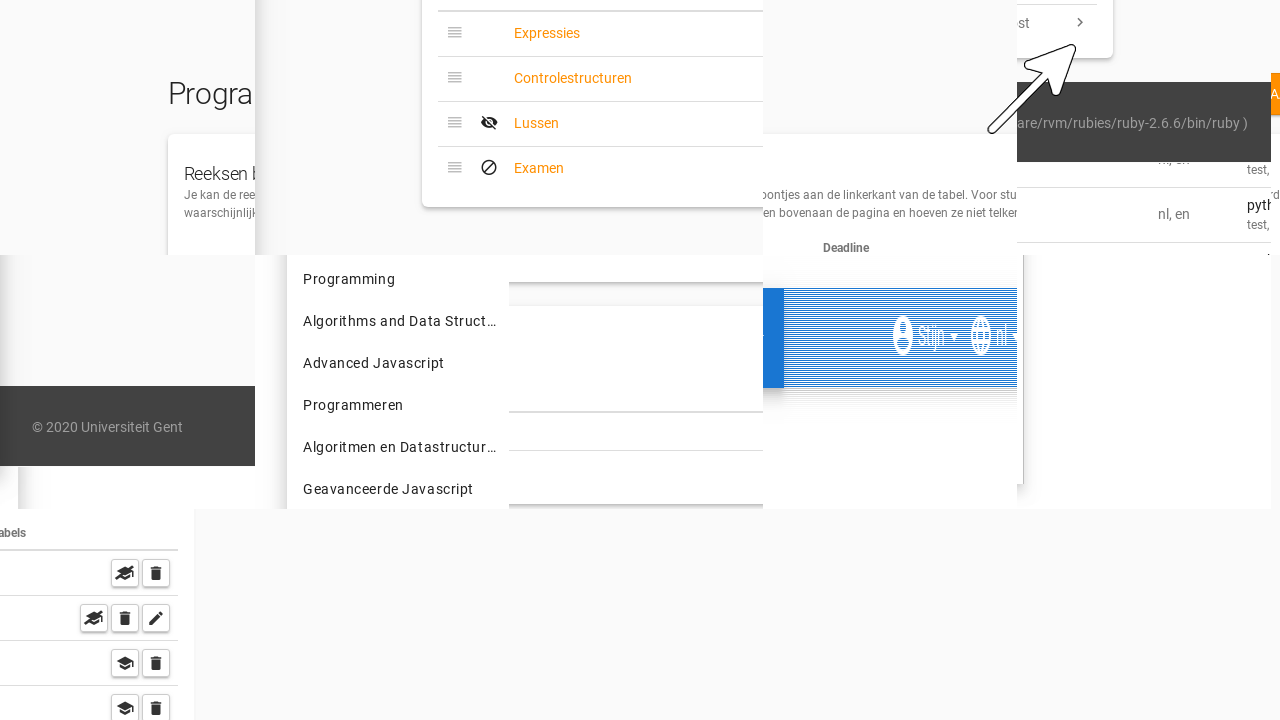 Expressies
Controlestructuren
Lussen
Examen
Progra
Reeksen b
Je kan de ree
waarschijnlijk
oontjes aan de linkerkant van de tabel. Voor stu
en bovenaan de pagina en hoeven ze niet telker
Deadline
st
are/rvm/rubies/ruby-2.6.6/bin/ruby )
test,
nl, en
pyth
test,
Programming
Algorithms and Data Struct…
Advanced Javascript
Programmeren
Algoritmen en Datastructur…
Geavanceerde Javascript
Stijn
nl
© 2020 Universiteit Gent
abels